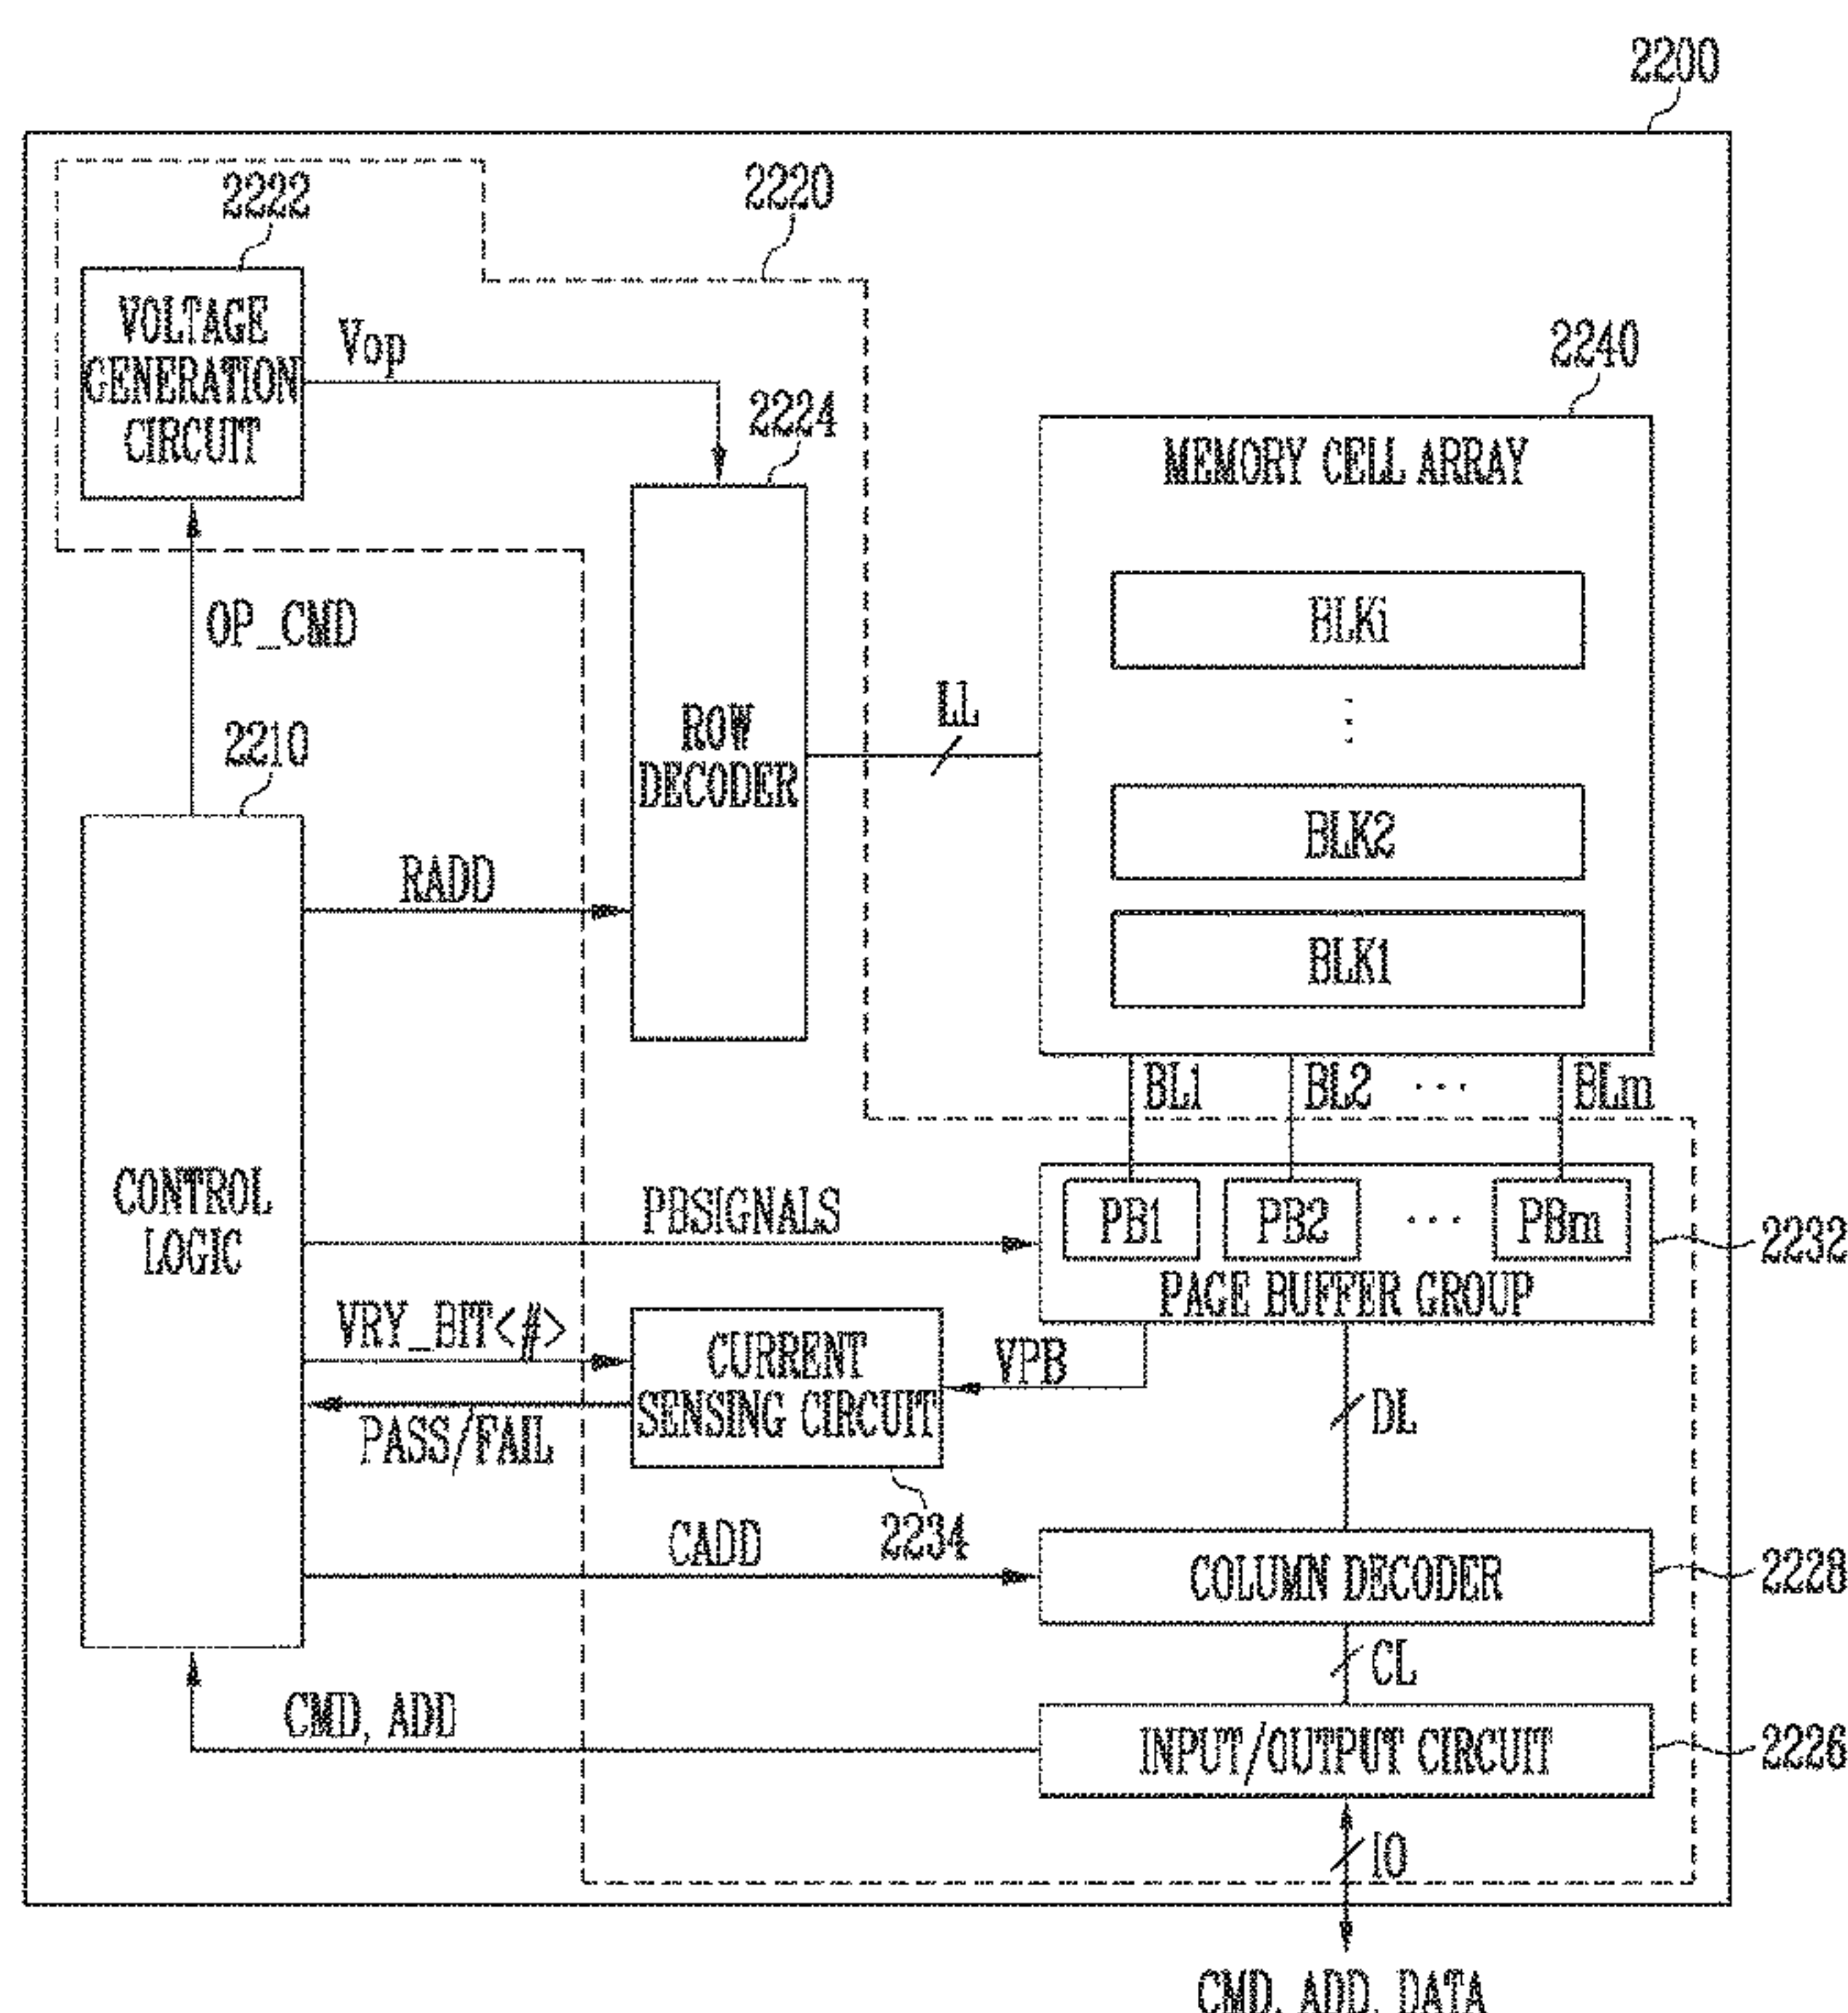 2200
2222
2220
VOLTAGE
GENERATION
CIRCUIT
Vop
2224
2240
MEMORY CELL ARRAY
BLKi
⋮
BLK2
BLK1
OP_CMD
2210
ROW
DECODER
LL
RADD
BL1
BL2
...
BLm
CONTROL
LOGIC
PBSIGNALS
PB1
PB2
...
PBm
2232
PAGE BUFFER GROUP
VRY_BIT<#>
CURRENT
SENSING CIRCUIT
VPB
PASS/FAIL
DL
2234
CADD
COLUMN DECODER
2228
CL
CMD, ADD
INPUT/OUTPUT CIRCUIT
2226
IO
CMD, ADD, DATA